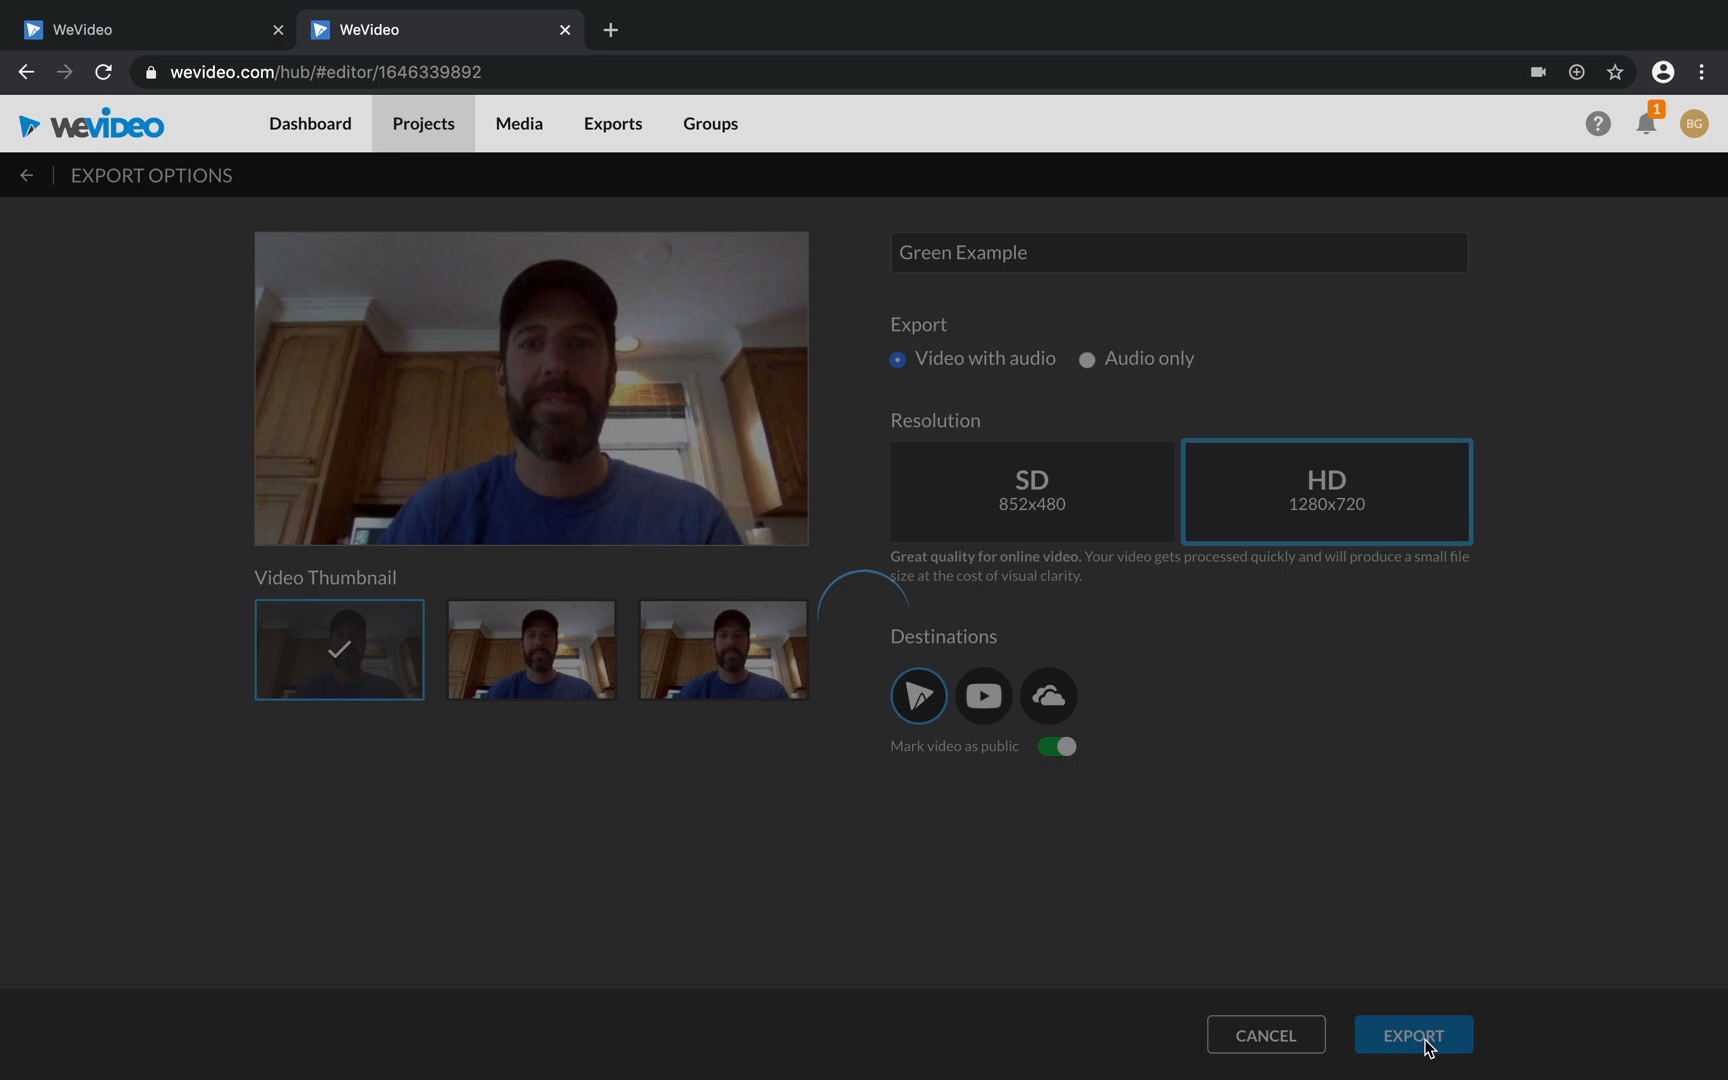 WeVideo
WeVideo
wevideo.com/hub/#editor/1646339892
WEVIDEO
Dashboard
Projects
Media
Exports
Groups
?
1
BG
EXPORT OPTIONS
Green Example
Export
Video with audio
Audio only
Resolution
SD
852x480
HD
1280x720
Great quality for online video. Your video gets processed quickly and will produce a small file
size at the cost of visual clarity.
Video Thumbnail
Destinations
Mark video as public
CANCEL
EXPORT